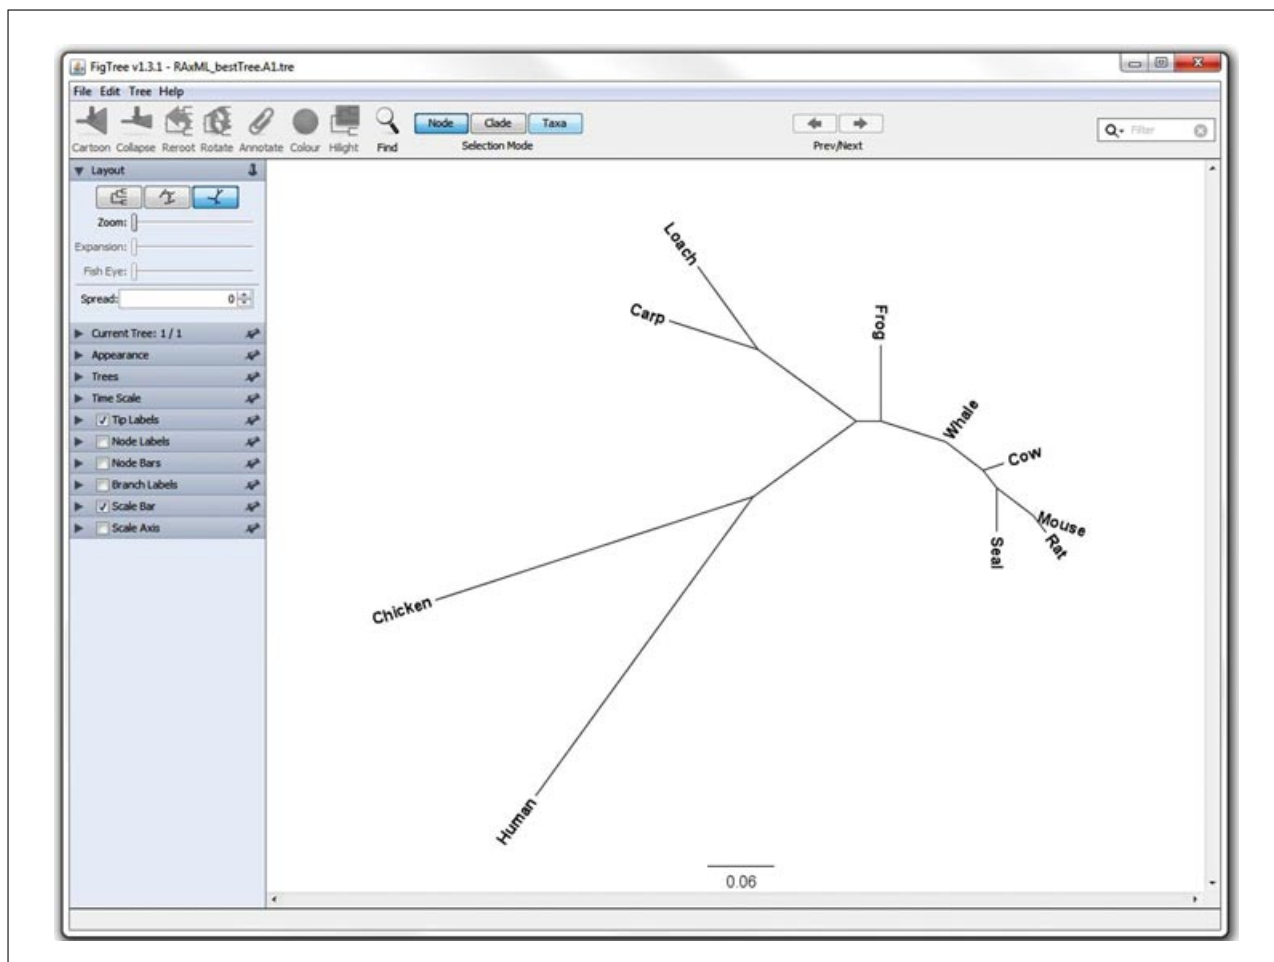 FigTree v1.3.1 - RAxML_bestTree.A1.tre
File Edit Tree Help
Cartoon Collapse Reroot Rotate Annotate Colour Hilight Find
Node Clade Taxa
Selection Mode
Prev/Next
Filter
Layout
Zoom:
Expansion:
Fish Eye:
Spread: 0
Current Tree: 1 / 1
Appearance
Trees
Time Scale
Tip Labels
Node Labels
Node Bars
Branch Labels
Scale Bar
Scale Axis
Loach
Carp
Frog
Whale
Cow
Mouse
Rat
Seal
Chicken
Human
0.06